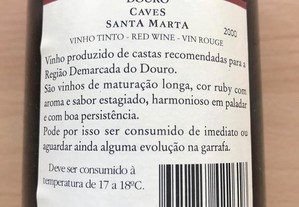 DOURO
CAVES
SANTA MARTA
2000
VINHO TINTO - RED WINE - VIN ROUGE
Vinho produzido de castas recomendadas para a
Região Demarcada do Douro.
São vinhos de maturação longa, cor ruby com
aroma e sabor estagiado, harmonioso em paladar
e com boa persistência.
Pode por isso ser consumido de imediato ou
aguardar ainda alguma evolução na garrafa.
Deve ser consumido à
temperatura de 17 a 18ºC.